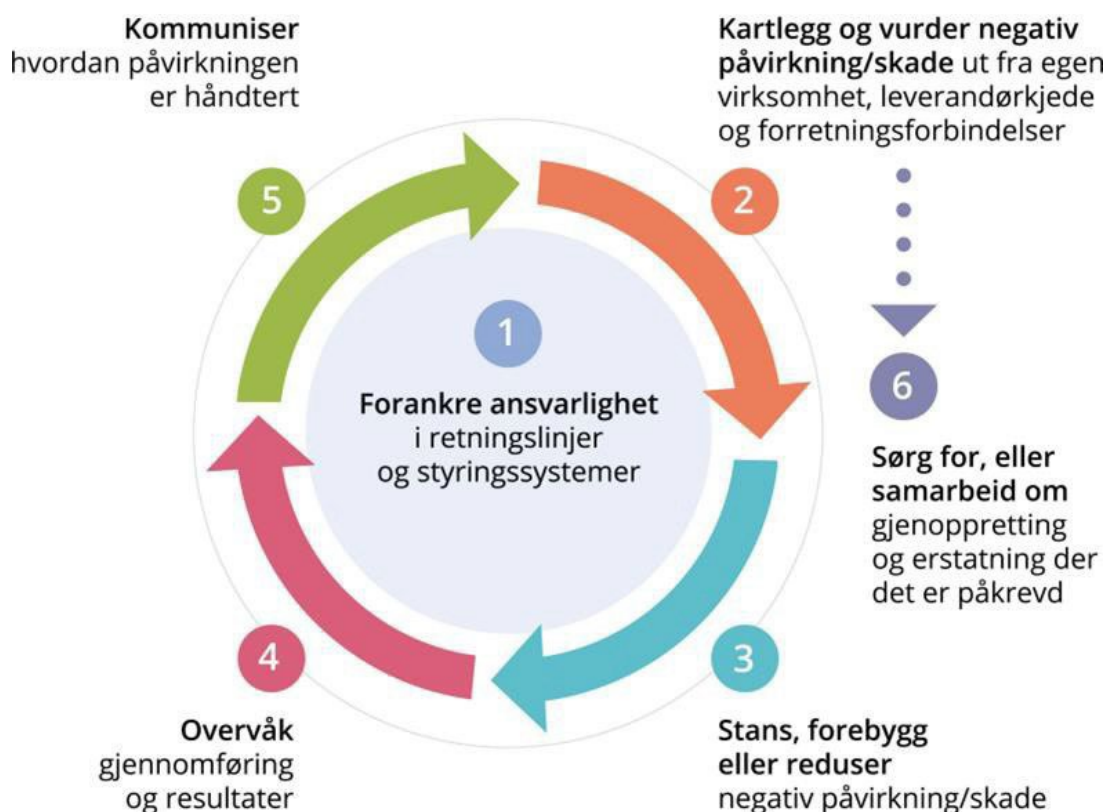 Kommuniser
hvordan påvirkningen
er håndtert
5
Kartlegg og vurder negativ
påvirkning/skade ut fra egen
virksomhet, leverandørkjede
og forretningsforbindelser
2
1
Forankre ansvarlighet
i retningslinjer
og styringssystemer
6
Sørg for, eller
samarbeid om
gjenoppretting
og erstatning der
det er påkrevd
4
Overvåk
gjennomføring
og resultater
3
Stans, forebygg
eller reduser
negativ påvirkning/skade